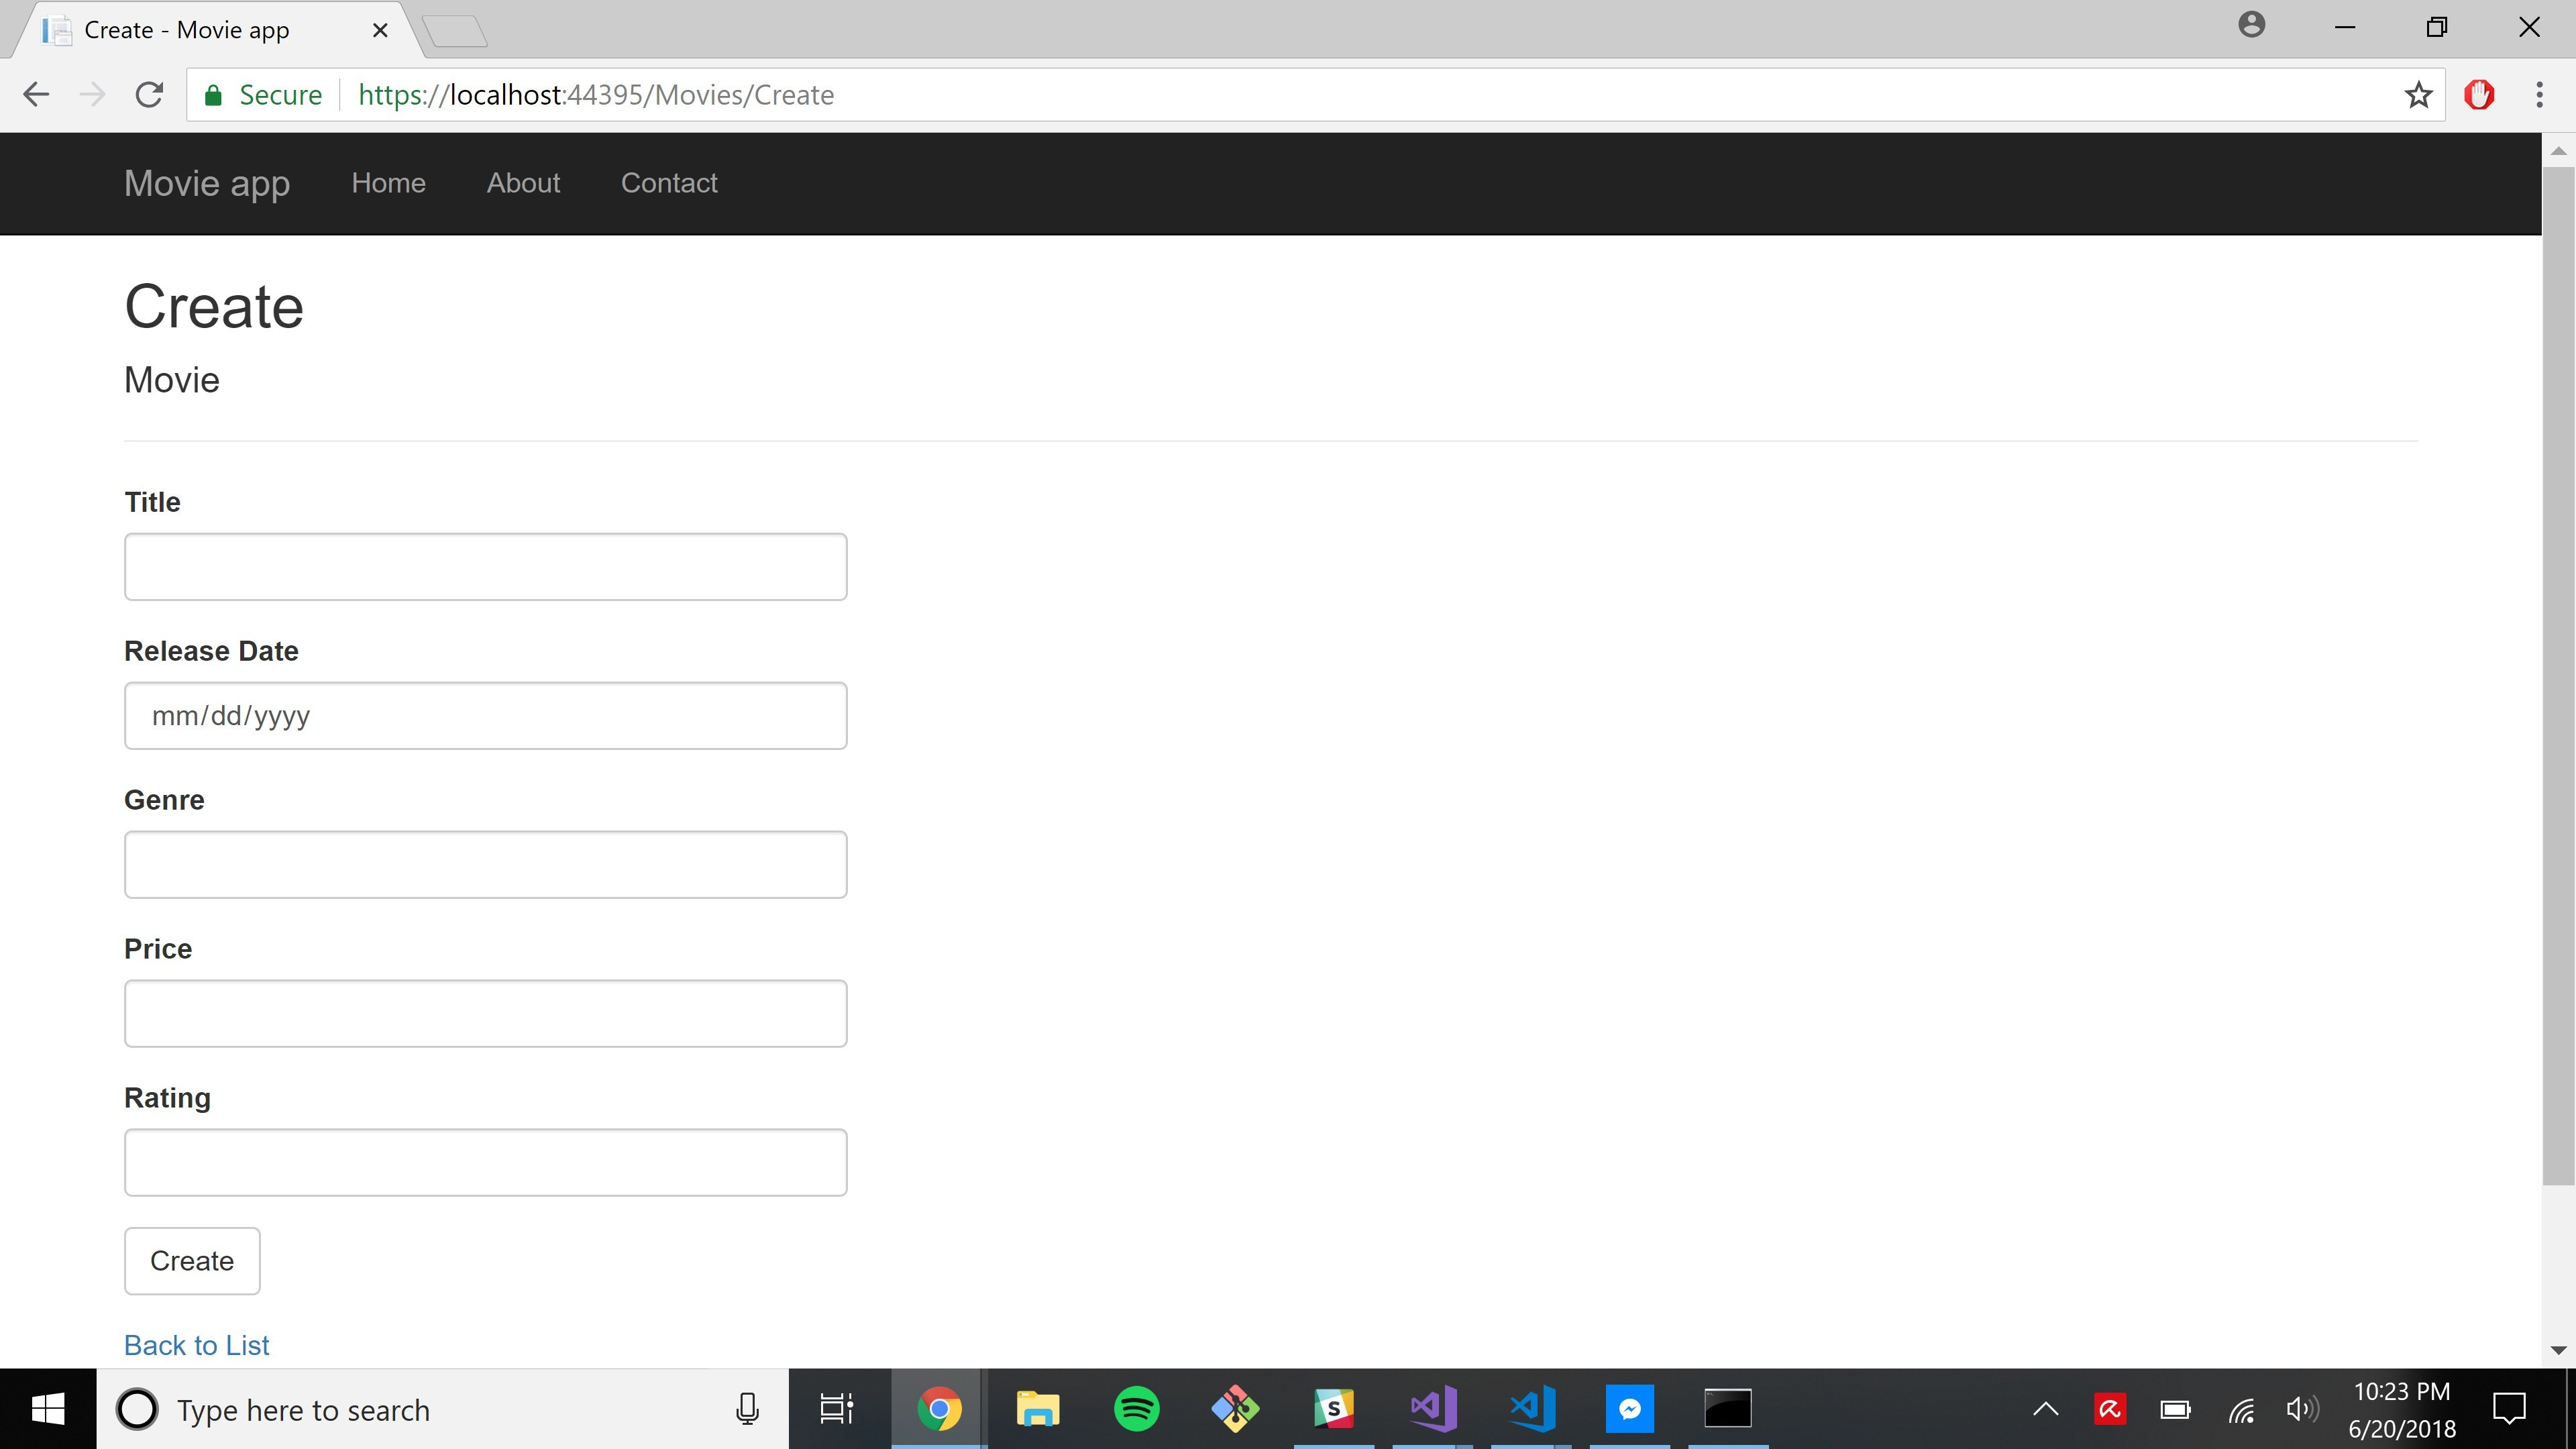 Create - Movie app
Secure https://localhost:44395/Movies/Create
Movie app Home About Contact
Create
Movie
Title
Release Date
mm/dd/yyyy
Genre
Price
Rating
Create
Back to List
Type here to search
S
10:23 PM
6/20/2018